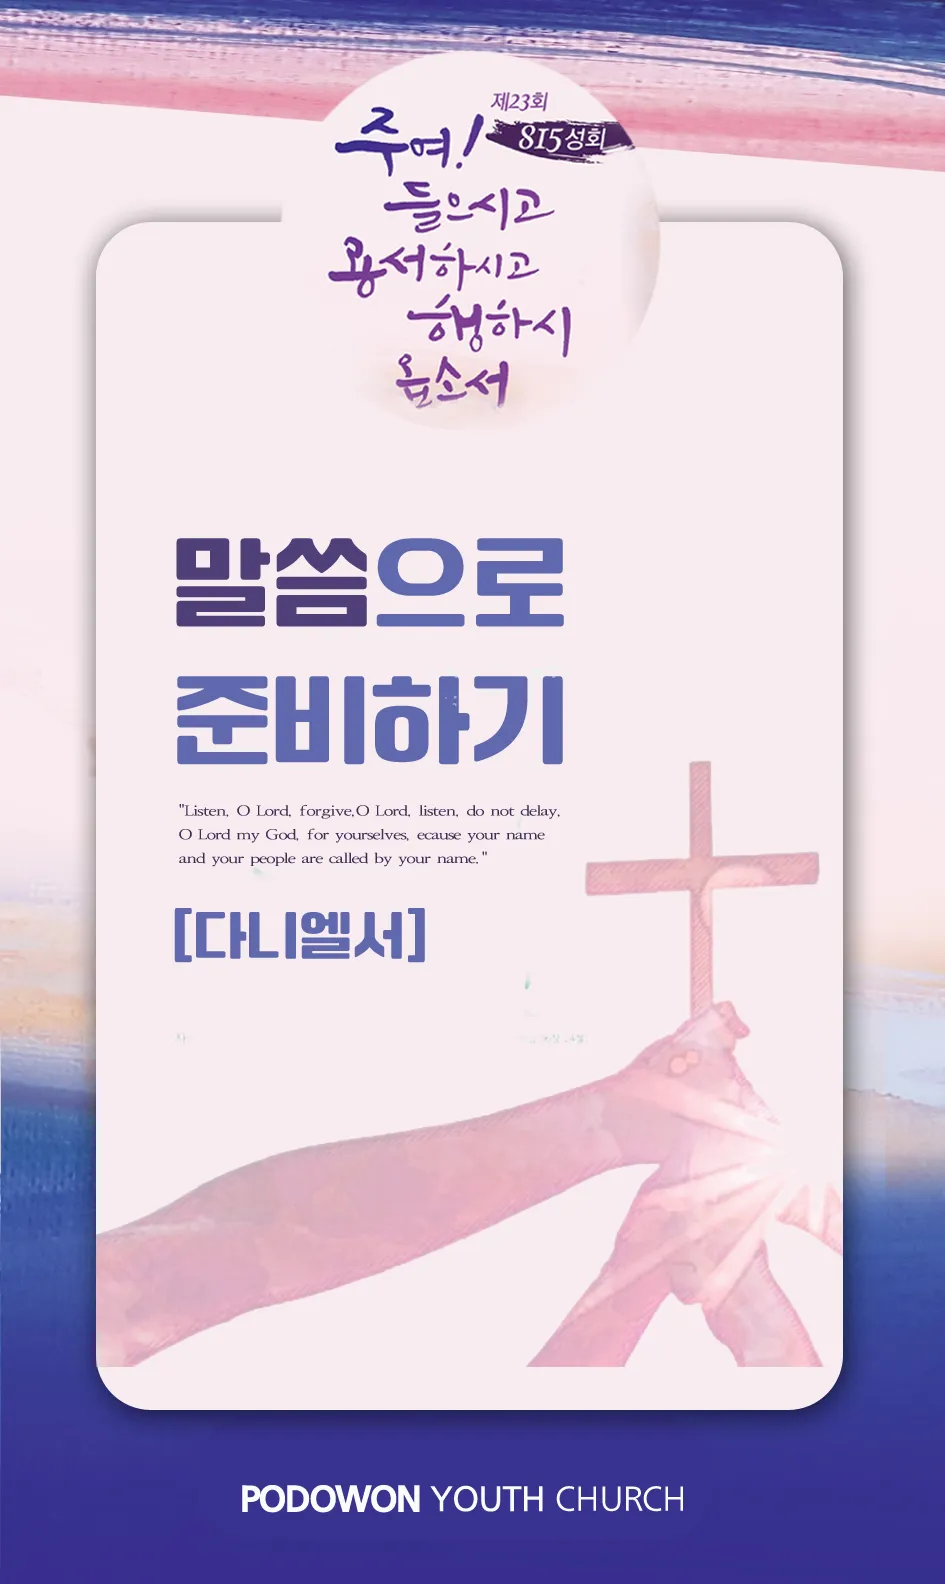 제23회
815성회
주여!
들으시고
용서하시고
행하시
옵소서
말씀으로
준비하기
"Listen, O Lord, forgive,O Lord, listen, do not delay,
O Lord my God, for yourselves, ecause your name
and your people are called by your name."
[다니엘서]
PODOWON YOUTH CHURCH